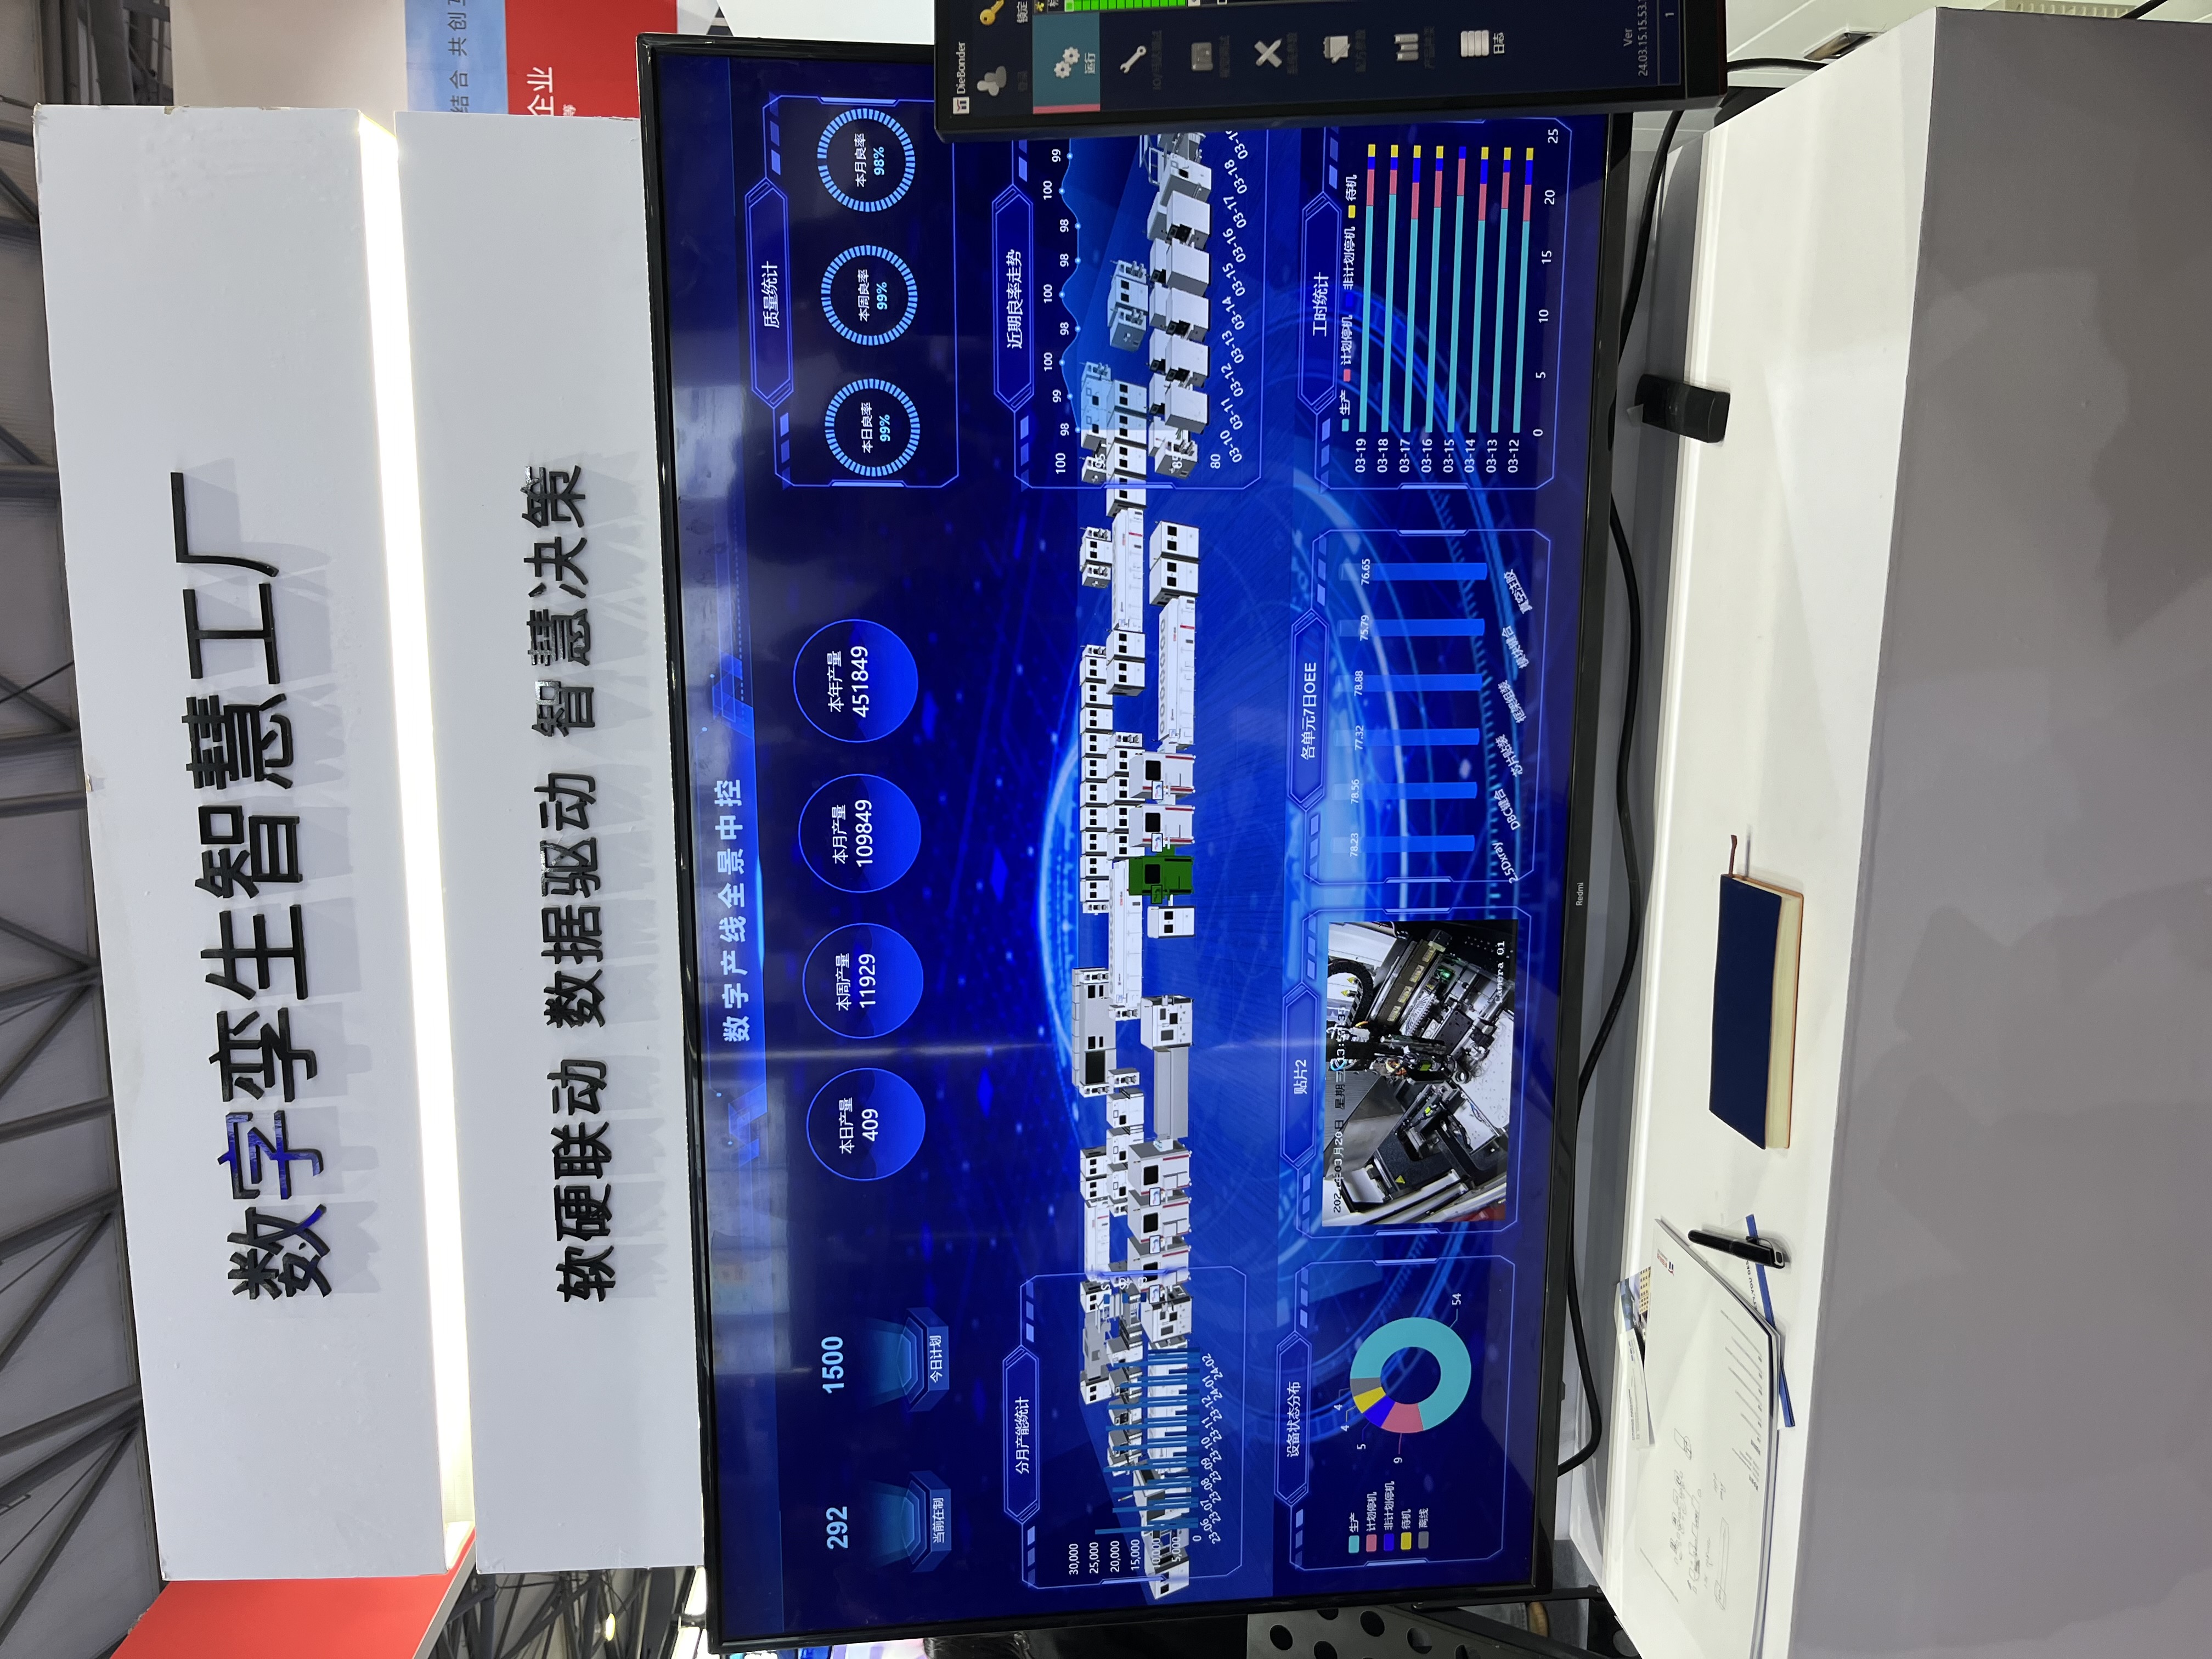 数字孪生智慧工厂
软硬联动 数据驱动 智慧决策
结合 共创
企业
等
数字产线全景中控
292
当前在制
1500
今日计划
本日产量
409
本周产量
11929
本月产量
109849
本年产量
451849
质量统计
本日良率
99%
本周良率
99%
本月良率
98%
分月产能统计
30,000
25,000
20,000
15,000
10,000
5,000
0
23-06 23-07 23-08 23-09 23-10 23-11 23-12 24-01 24-02
近期良率走势
98 99 100 98 100 98 98 100 99
100
95
85
80
03-10 03-11 03-12 03-13 03-14 03-15 03-16 03-17 03-18
设备状态分布
生产
计划停机
非计划停机
待机
离线
4
4
5
9
54
贴片2
Camera 01
各单元7日OEE
78.23 78.56 77.32 78.88 75.79 76.65
2.5Dxray DBC键合 芯片贴装 框架组装 模块键合 真空注胶
工时统计
生产 计划停机 非计划停机 待机
03-19
03-18
03-17
03-16
03-15
03-14
03-13
03-12
0 5 10 15 20 25
Redmi
DieBonder
登录
锁定
运行
日志
Ver
24.03.15.15.53.
1